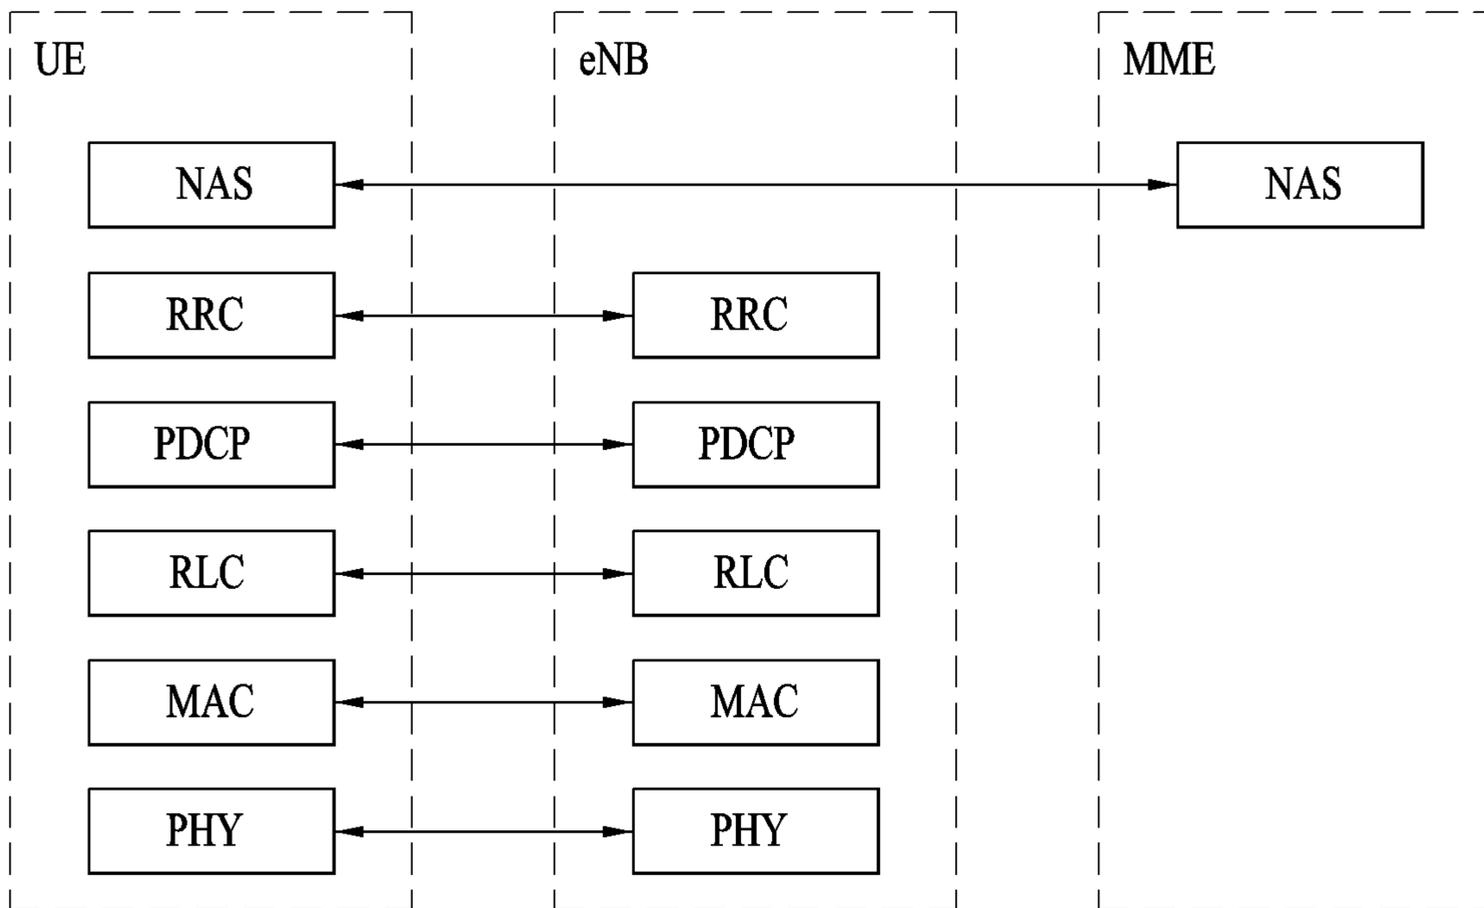 UE eNB MME
NAS NAS
RRC RRC
PDCP PDCP
RLC RLC
MAC MAC
PHY PHY